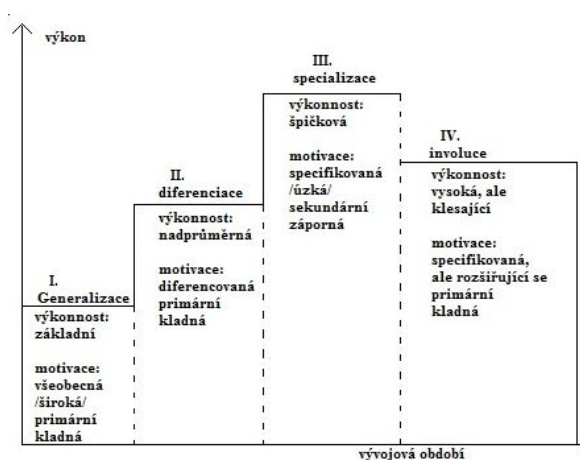 výkon
I.
Generalizace
výkonnost:
základní
motivace:
všeobecná
/široká/
primární
kladná
II.
diferenciace
výkonnost:
nadprůměrná
motivace:
diferencovaná
primární
kladná
III.
specializace
výkonnost:
špičková
motivace:
specifikovaná
/úzká/
sekundární
záporná
IV.
involuce
výkonnost:
vysoká, ale
klesající
motivace:
specifikovaná,
ale rozšiřující se
primární
kladná
vývojová období